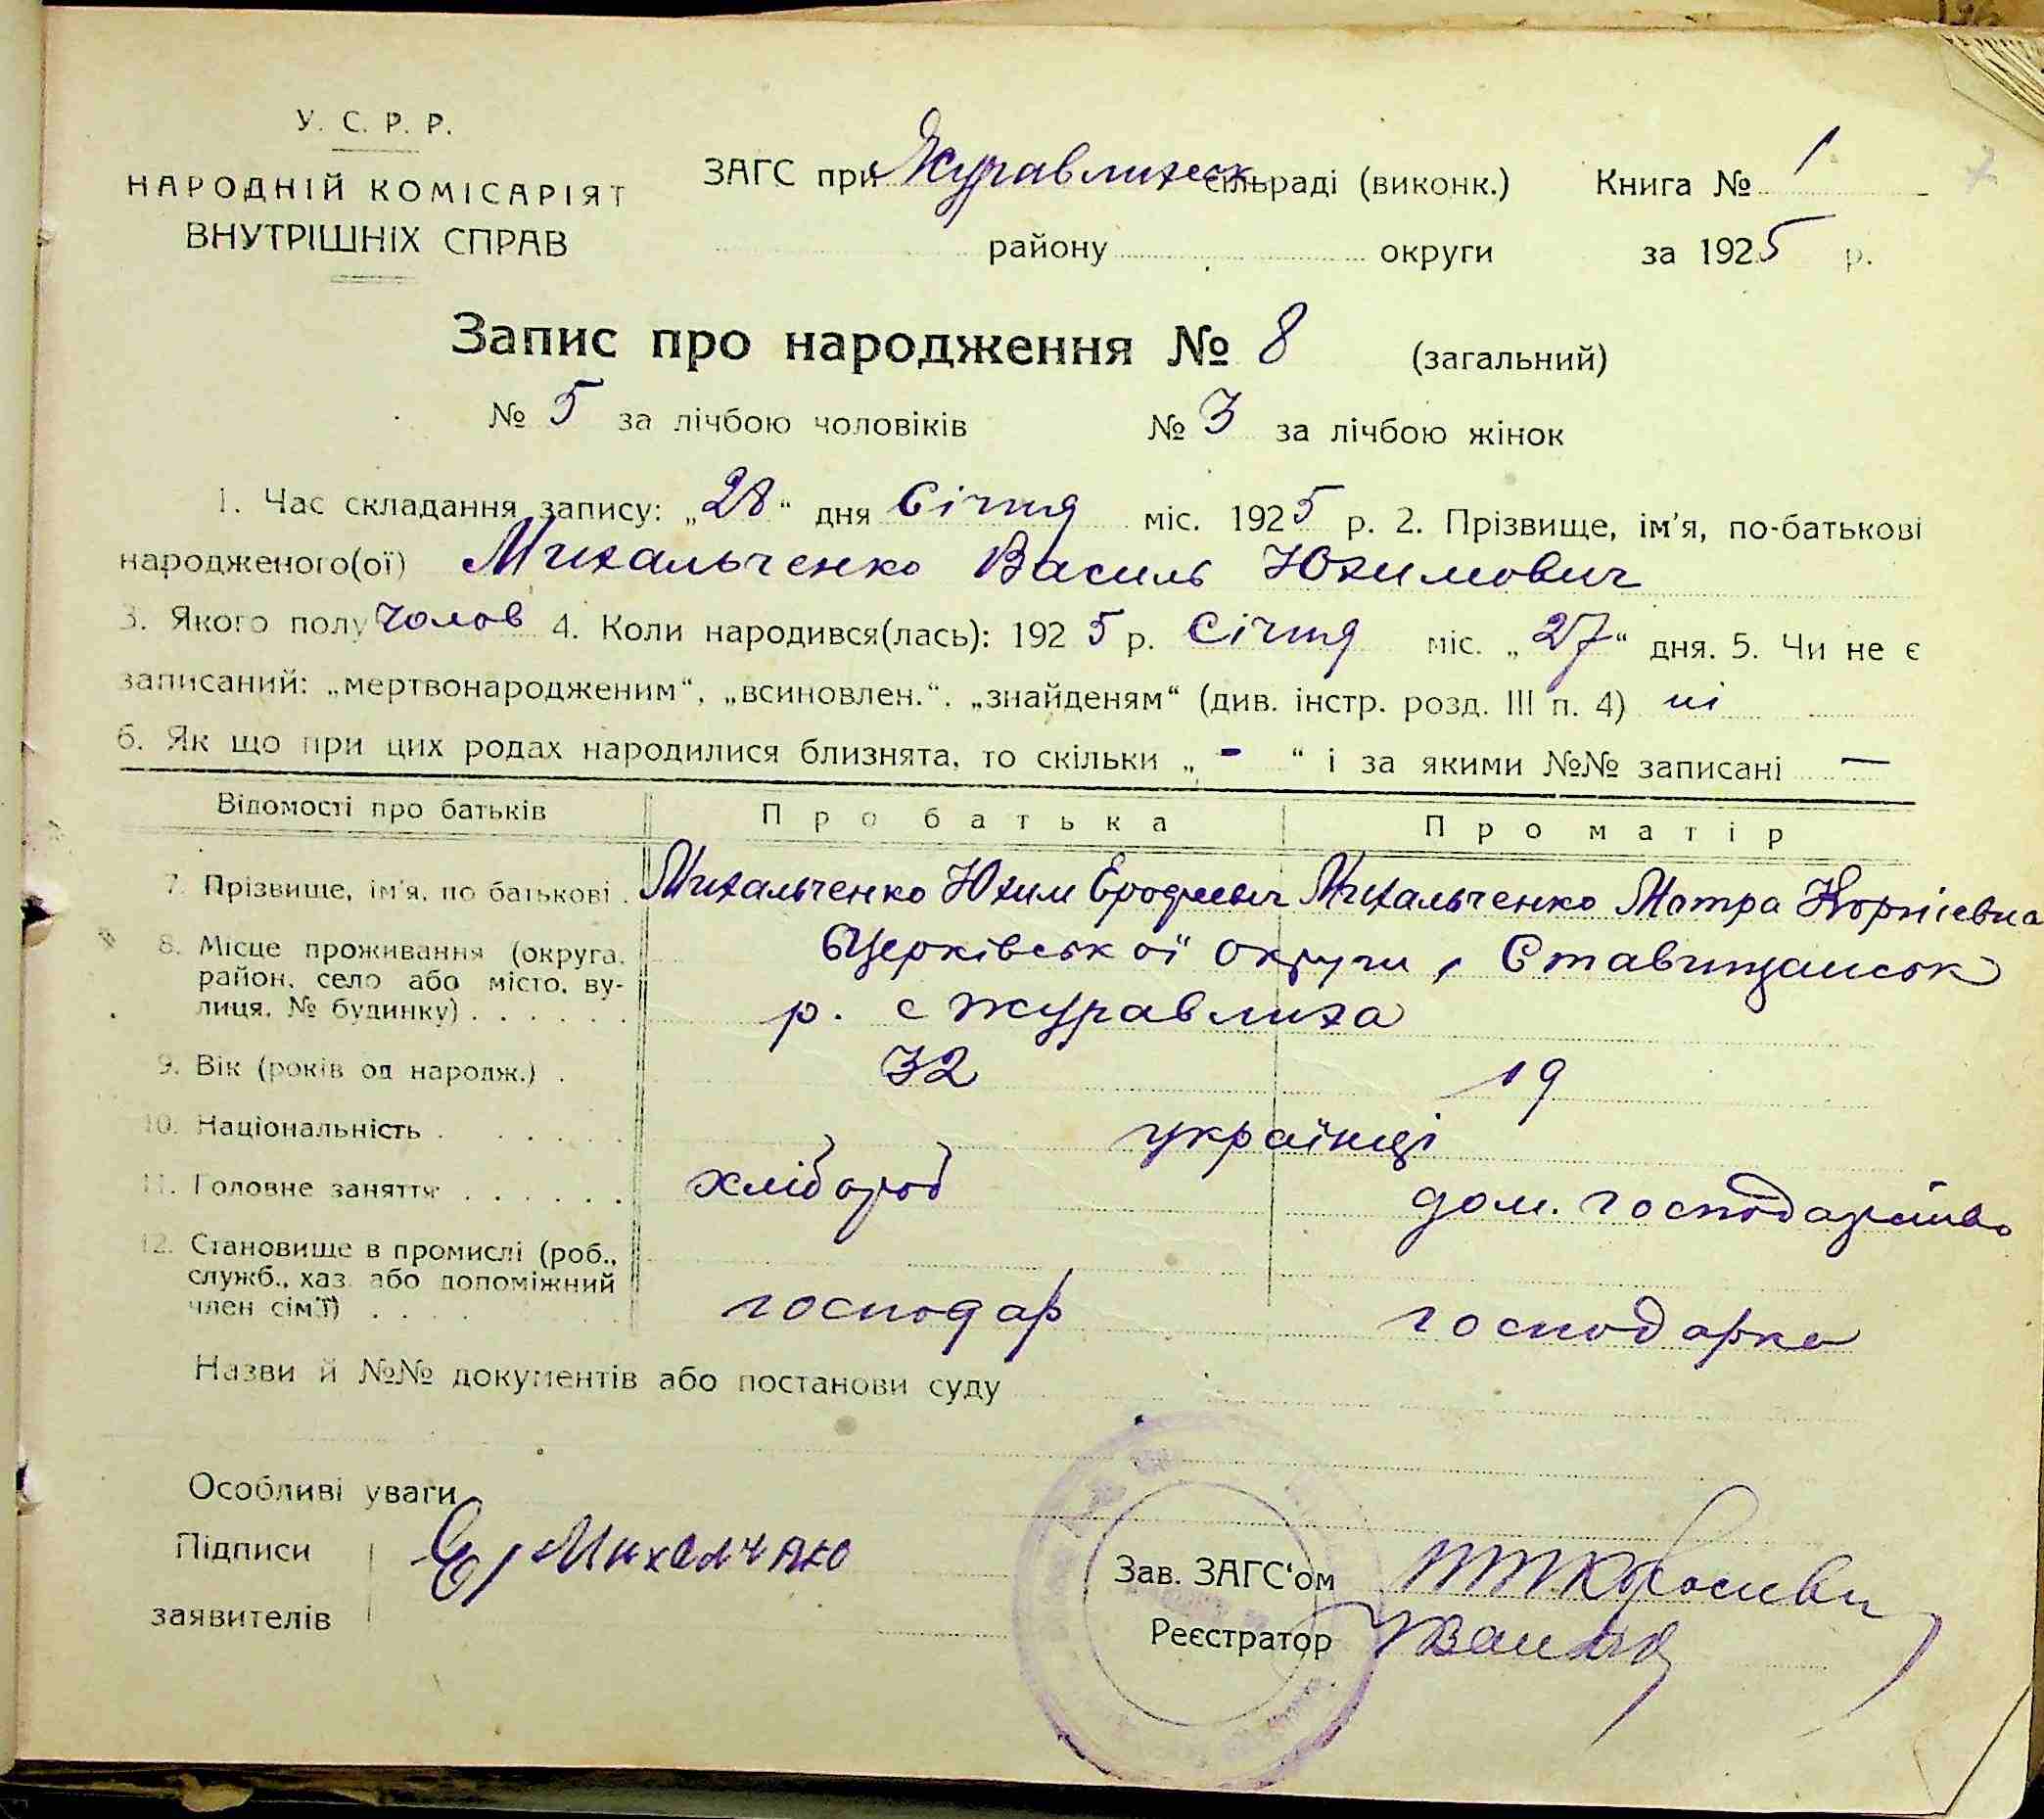 У. С. Р. Р.
НАРОДНІЙ КОМІСАРІЯТ
ВНУТРІШНІХ СПРАВ
ЗАГС при Журавлихск сільраді (виконк.) Книга № 1
району округи за 1925 р.
Запис про народження № 8 (загальний)
№ 5 за лічбою чоловіків № 3 за лічбою жінок
1. Час складання запису: „28“ дня Січня міс. 1925 р. 2. Прізвище, ім'я, по-батькові
народженого(ої) Михальченко Василь Юхимович
3. Якого полу чолов 4. Коли народився(лась): 1925 р. Січня міс. „27“ дня. 5. Чи не є
записаний: „мертвонародженим“, „всиновлен.“, „знайденям“ (див. інстр. розд. III п. 4) ні
6. Як що при цих родах народилися близнята, то скільки „ - “ і за якими №№ записані —
Відомості про батьків Про батька Про матір
7. Прізвище, ім'я, по батькові . Михальченко Юхим Михальченко Мотра Корніевна
8. Місце проживання (округа, район, село або місто, вулиця, № будинку) . . . . . . БЦерківської округи, Ставищанськ
р. с Журавлиха
9. Вік (років од народж.) . 32 19
10. Національність . . . . . . українці
11. Головне заняття . . . . . . хлібороб дом. господарство
12. Становище в промислі (роб., служб., хаз. або допоміжний член сім'ї) . . . . господар господарка
Назви й №№ документів або постанови суду
Особливі уваги
Підписи
заявителів
Зав. ЗАГС'ом
Реєстратор